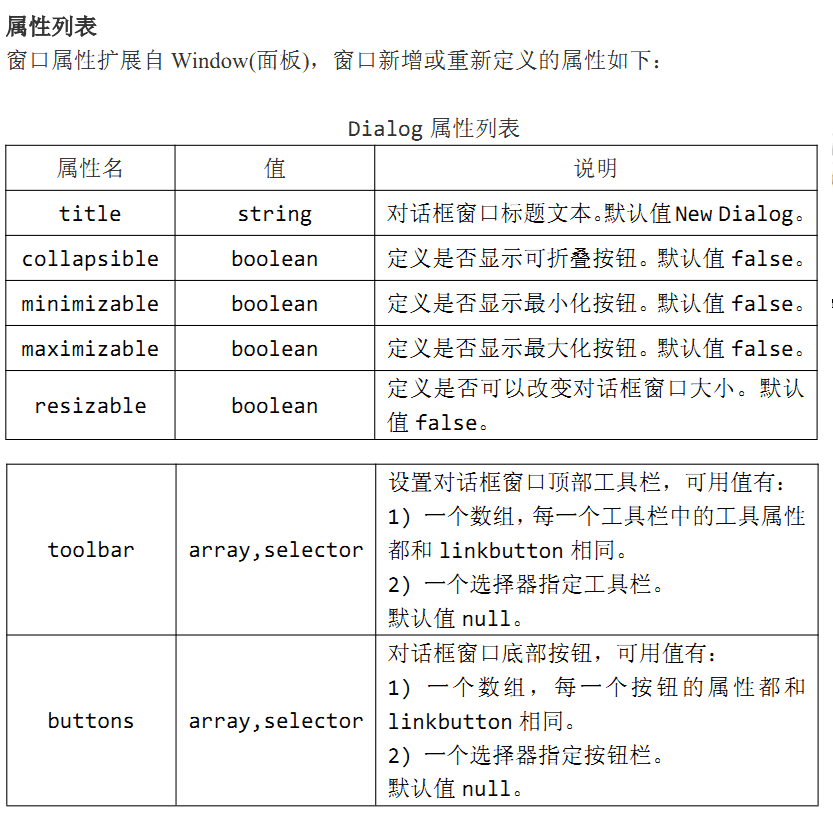 属性列表
窗口属性扩展自 Window(面板)，窗口新增或重新定义的属性如下：
Dialog 属性列表
属性名 值 说明
title string 对话框窗口标题文本。默认值 New Dialog。
collapsible boolean 定义是否显示可折叠按钮。默认值 false。
minimizable boolean 定义是否显示最小化按钮。默认值 false。
maximizable boolean 定义是否显示最大化按钮。默认值 false。
resizable boolean 定义是否可以改变对话框窗口大小。默认
值 false。
toolbar array,selector 设置对话框窗口顶部工具栏，可用值有：
1) 一个数组，每一个工具栏中的工具属性
都和 linkbutton 相同。
2) 一个选择器指定工具栏。
默认值 null。
buttons array,selector 对话框窗口底部按钮，可用值有：
1) 一个数组，每一个按钮的属性都和
linkbutton 相同。
2) 一个选择器指定按钮栏。
默认值 null。